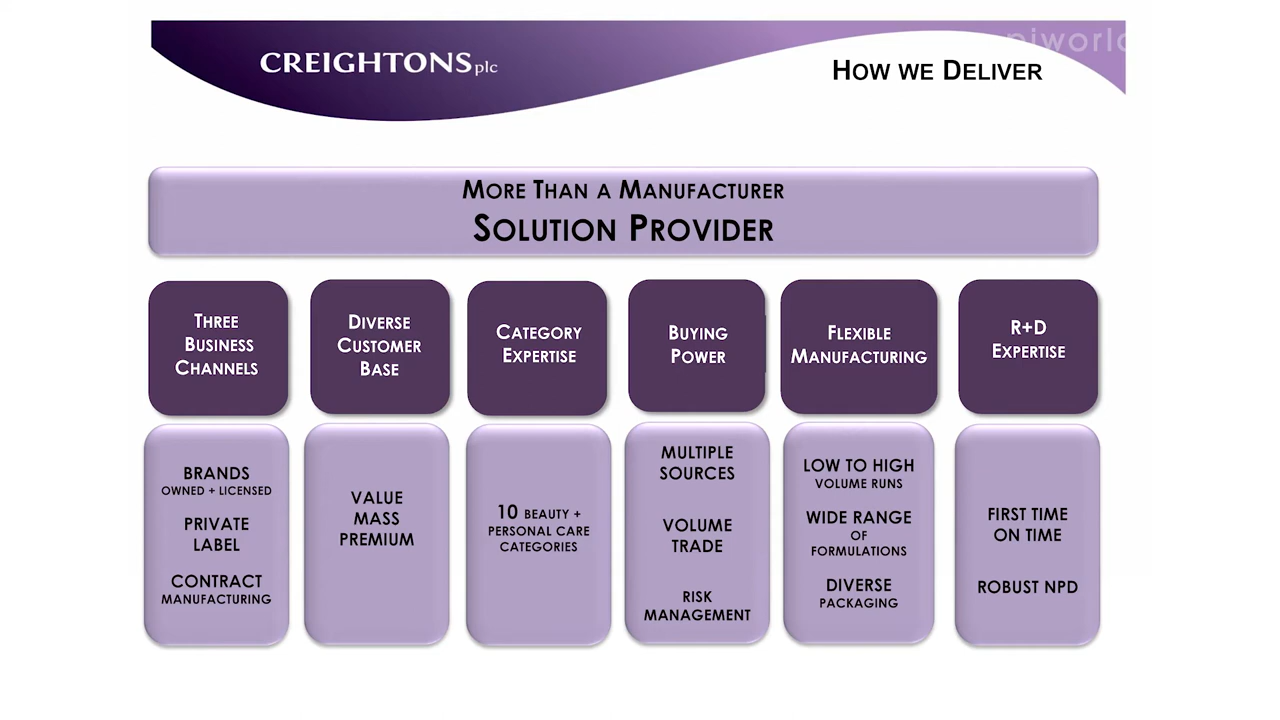 CREIGHTONS plc
HOW WE DELIVER
MORE THAN A MANUFACTURER
SOLUTION PROVIDER
THREE
BUSINESS
CHANNELS
BRANDS
OWNED + LICENSED
PRIVATE
LABEL
CONTRACT
MANUFACTURING
DIVERSE
CUSTOMER
BASE
VALUE
MASS
PREMIUM
CATEGORY
EXPERTISE
10 BEAUTY +
PERSONAL CARE
CATEGORIES
BUYING
POWER
MULTIPLE
SOURCES
VOLUME
TRADE
RISK
MANAGEMENT
FLEXIBLE
MANUFACTURING
LOW TO HIGH
VOLUME RUNS
WIDE RANGE
OF
FORMULATIONS
DIVERSE
PACKAGING
R+D
EXPERTISE
FIRST TIME
ON TIME
ROBUST NPD